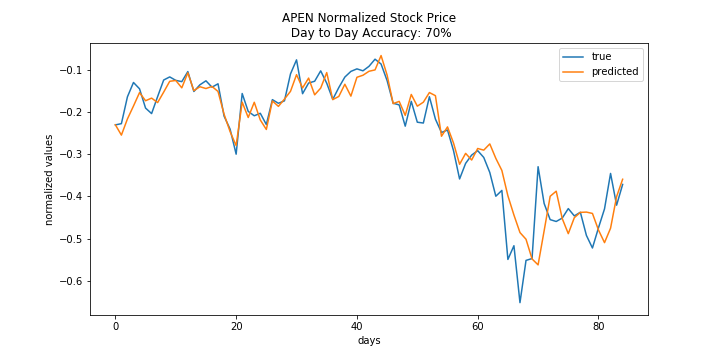 APEN Normalized Stock Price
Day to Day Accuracy: 70%
true
predicted
normalized values
−0.1
−0.2
−0.3
−0.4
−0.5
−0.6
0
20
40
60
80
days